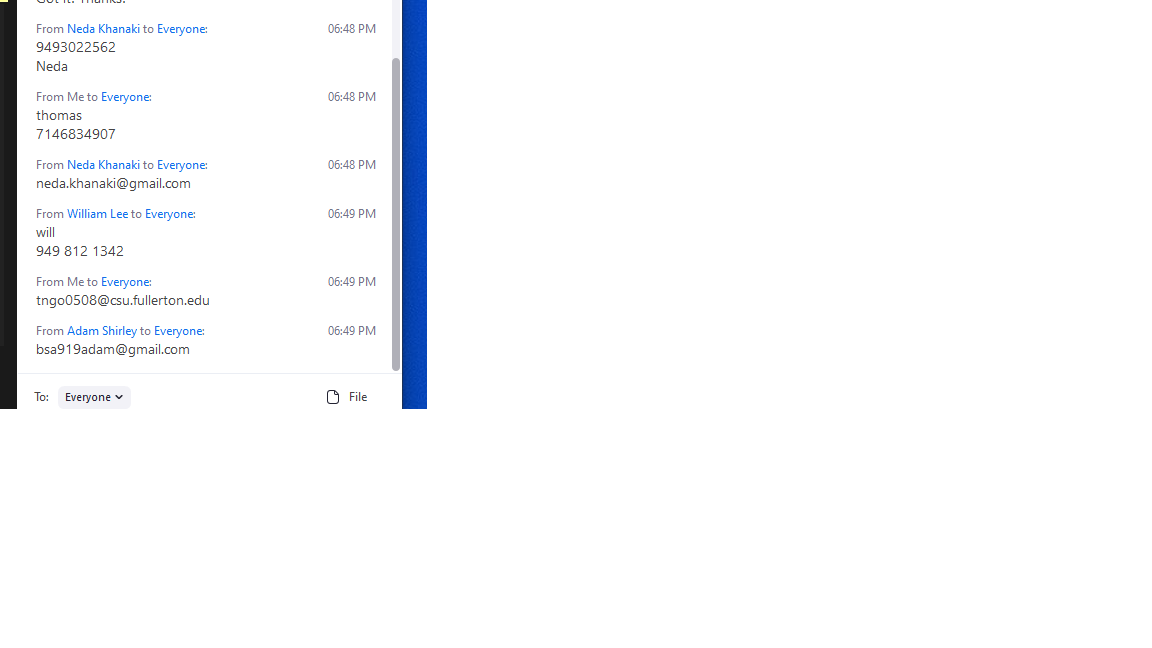 Got it! Thanks!
From Neda Khanaki to Everyone: 06:48 PM
9493022562
Neda
From Me to Everyone: 06:48 PM
thomas
7146834907
From Neda Khanaki to Everyone: 06:48 PM
neda.khanaki@gmail.com
From William Lee to Everyone: 06:49 PM
will
949 812 1342
From Me to Everyone: 06:49 PM
tngo0508@csu.fullerton.edu
From Adam Shirley to Everyone: 06:49 PM
bsa919adam@gmail.com
To: Everyone File